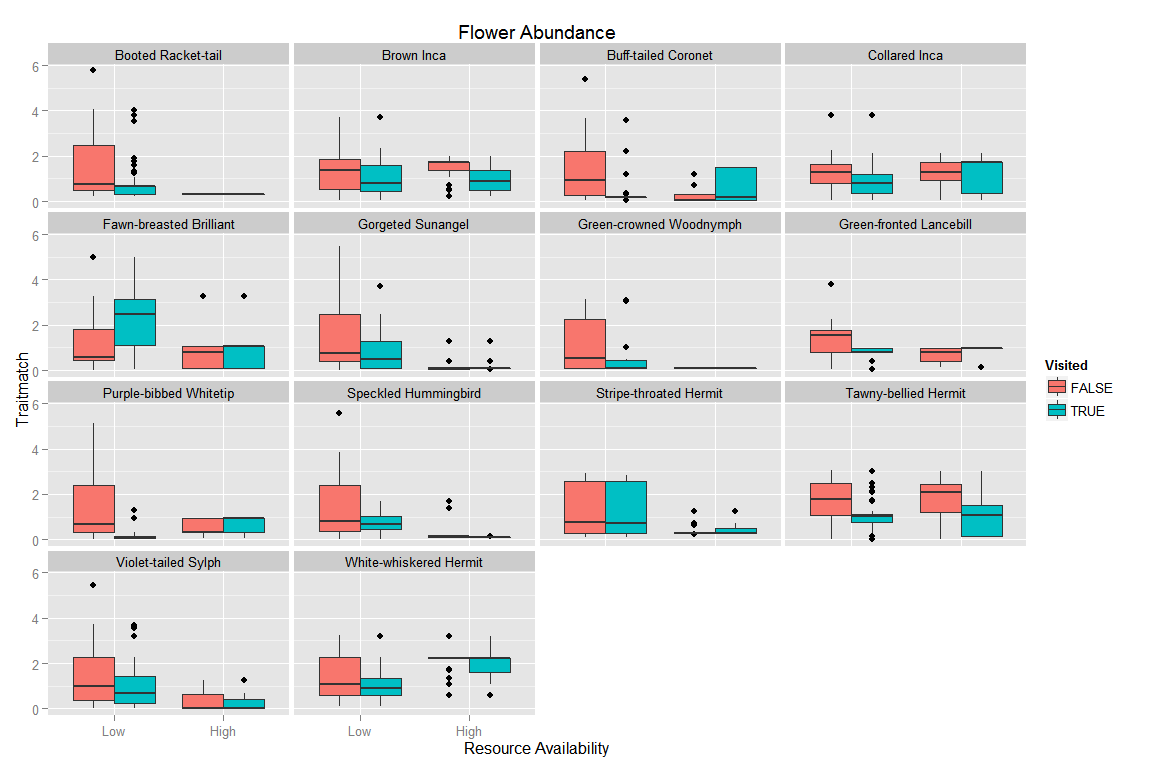 Flower Abundance
Booted Racket-tail
Brown Inca
Buff-tailed Coronet
Collared Inca
6
4
2
0
Fawn-breasted Brilliant
Gorgeted Sunangel
Green-crowned Woodnymph
Green-fronted Lancebill
6
4
2
0
Traitmatch
Purple-bibbed Whitetip
Speckled Hummingbird
Stripe-throated Hermit
Tawny-bellied Hermit
6
4
2
0
Violet-tailed Sylph
White-whiskered Hermit
6
4
2
0
Low
High
Low
High
Resource Availability
Visited
FALSE
TRUE